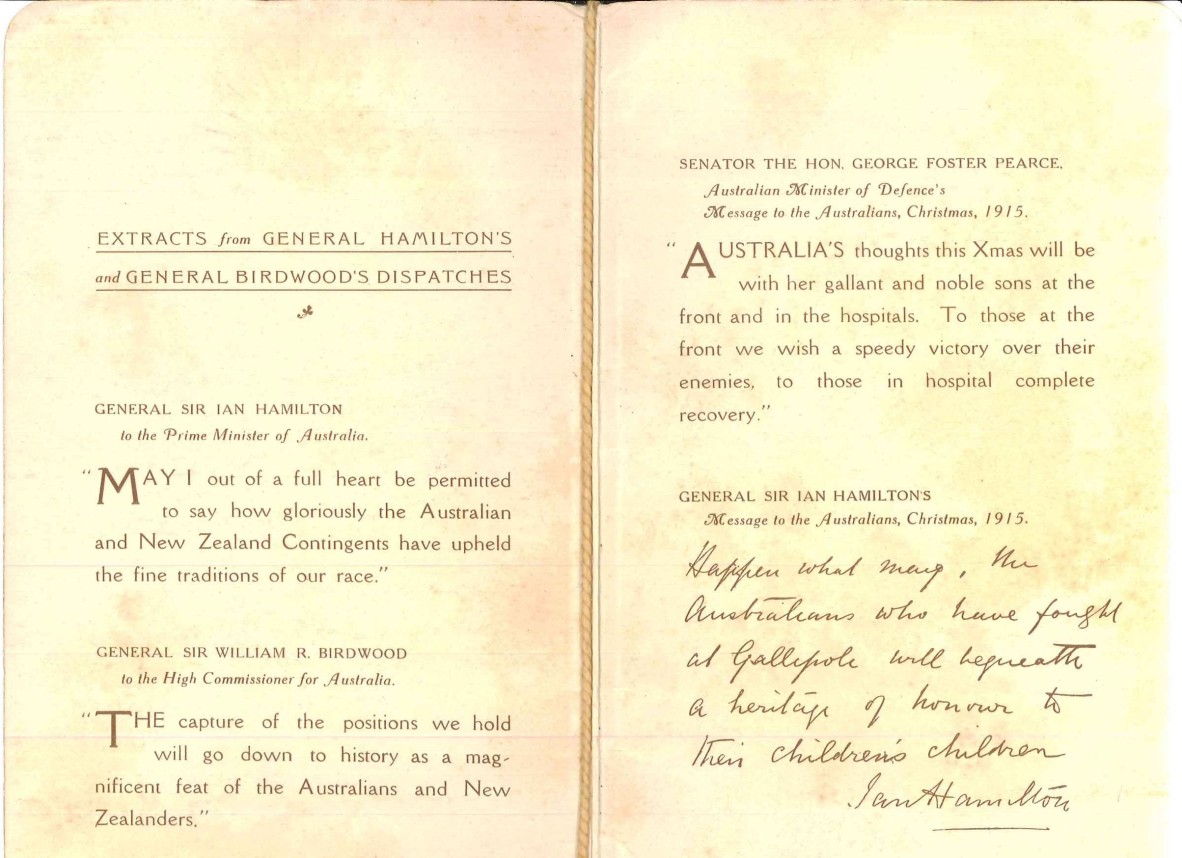 EXTRACTS from GENERAL HAMILTON'S
and GENERAL BIRDWOOD'S DISPATCHES
GENERAL SIR IAN HAMILTON
to the Prime Minister of Australia.
"MAY I out of a full heart be permitted
to say how gloriously the Australian
and New Zealand Contingents have upheld
the fine traditions of our race."
GENERAL SIR WILLIAM R. BIRDWOOD
to the High Commissioner for Australia.
"THE capture of the positions we hold
will go down to history as a mag-
nificent feat of the Australians and New
Zealanders."
SENATOR THE HON. GEORGE FOSTER PEARCE,
Australian Minister of Defence's
Message to the Australians, Christmas, 1915.
"AUSTRALIA'S thoughts this Xmas will be
with her gallant and noble sons at the
front and in the hospitals. To those at the
front we wish a speedy victory over their
enemies, to those in hospital complete
recovery."
GENERAL SIR IAN HAMILTON'S
Message to the Australians, Christmas, 1915.
Happen what may, the
Australians who have fought
at Gallipoli will bequeath
a heritage of honour to
their children's children
Ian Hamilton